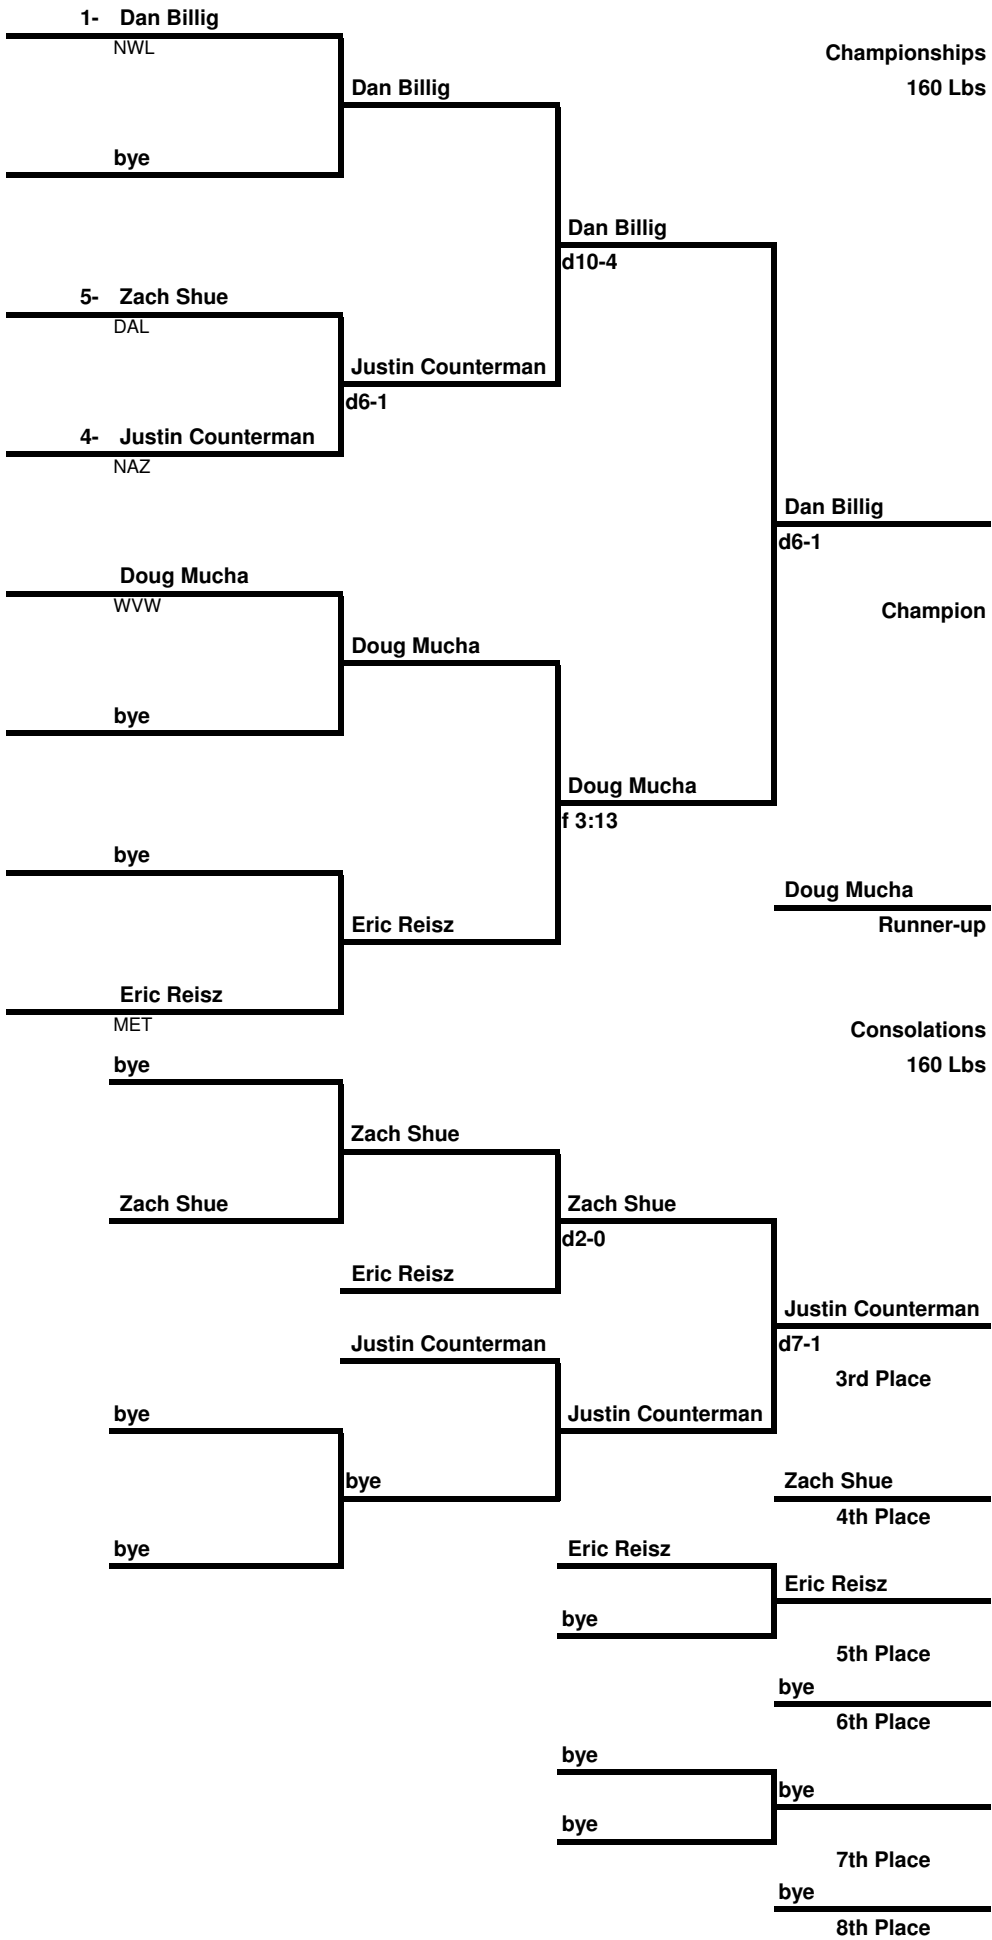 1- Dan Billig
NWL
Championships
Dan Billig
160 Lbs
bye
Dan Billig
d10-4
5- Zach Shue
DAL
Justin Counterman
d6-1
4- Justin Counterman
NAZ
Dan Billig
d6-1
Doug Mucha
WVW
Champion
Doug Mucha
bye
Doug Mucha
f 3:13
bye
Doug Mucha
Eric Reisz
Runner-up
Eric Reisz
MET
Consolations
bye
160 Lbs
Zach Shue
Zach Shue
Zach Shue
d2-0
Eric Reisz
Justin Counterman
Justin Counterman
d7-1
3rd Place
bye
Justin Counterman
bye
Zach Shue
4th Place
bye
Eric Reisz
Eric Reisz
bye
5th Place
bye
6th Place
bye
bye
bye
7th Place
bye
8th Place